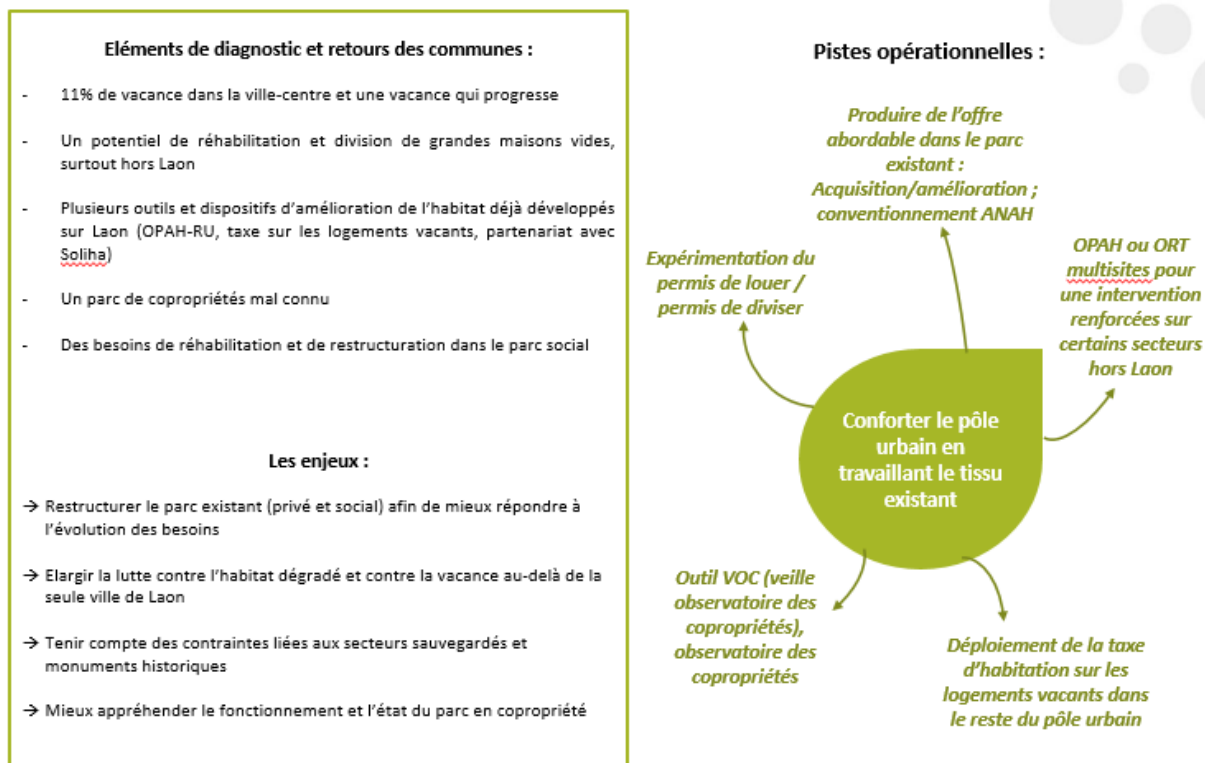 Eléments de diagnostic et retours des communes :
- 11% de vacance dans la ville-centre et une vacance qui progresse
- Un potentiel de réhabilitation et division de grandes maisons vides,
surtout hors Laon
- Plusieurs outils et dispositifs d’amélioration de l’habitat déjà développés
sur Laon (OPAH-RU, taxe sur les logements vacants, partenariat avec
Soliha)
- Un parc de copropriétés mal connu
- Des besoins de réhabilitation et de restructuration dans le parc social
Les enjeux :
→ Restructurer le parc existant (privé et social) afin de mieux répondre à
l’évolution des besoins
→ Elargir la lutte contre l’habitat dégradé et contre la vacance au-delà de la
seule ville de Laon
→ Tenir compte des contraintes liées aux secteurs sauvegardés et
monuments historiques
→ Mieux appréhender le fonctionnement et l’état du parc en copropriété
Pistes opérationnelles :
Produire de l’offre
abordable dans le parc
existant :
Acquisition/amélioration ;
conventionnement ANAH
Expérimentation du
permis de louer /
permis de diviser
OPAH ou ORT
multisites pour
une intervention
renforcées sur
certains secteurs
hors Laon
Conforter le pôle
urbain en
travaillant le tissu
existant
Outil VOC (veille
observatoire des
copropriétés),
observatoire des
copropriétés
Déploiement de la taxe
d’habitation sur les
logements vacants dans
le reste du pôle urbain